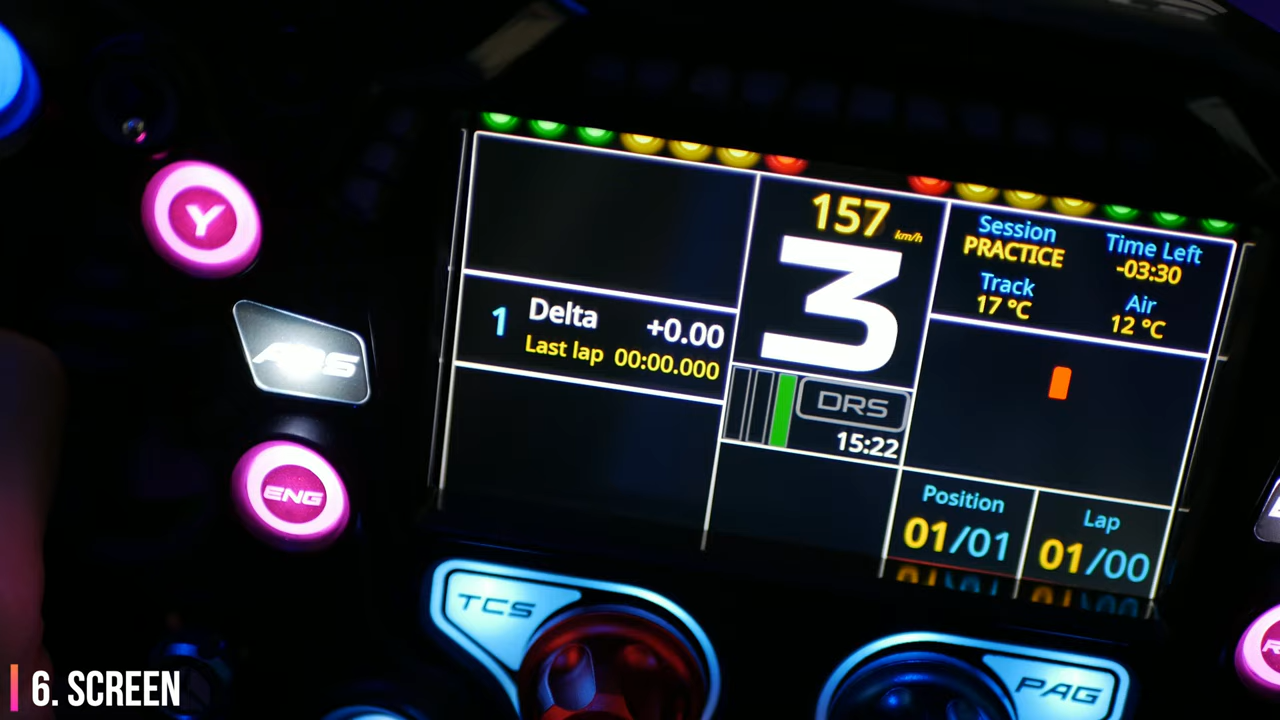 Y
ABS
ENG
157 km/h
3
1 Delta +0.00
Last lap 00:00.000
DRS
15:22
Session
PRACTICE
Time Left
-03:30
Track
17 °C
Air
12 °C
Position
01/01
Lap
01/00
TCS
PAG
6. SCREEN